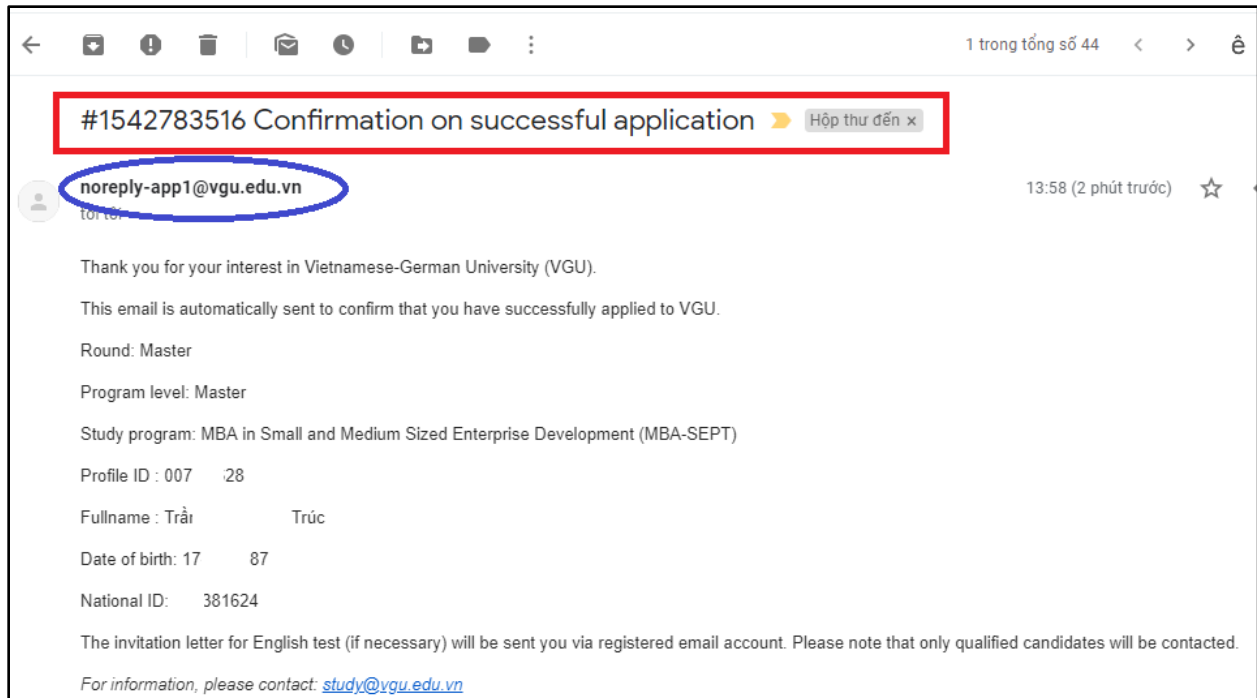 1 trong tổng số 44
#1542783516 Confirmation on successful application Hộp thư đến x
noreply-app1@vgu.edu.vn
13:58 (2 phút trước)
tới tôi
Thank you for your interest in Vietnamese-German University (VGU).
This email is automatically sent to confirm that you have successfully applied to VGU.
Round: Master
Program level: Master
Study program: MBA in Small and Medium Sized Enterprise Development (MBA-SEPT)
Profile ID : 007 28
Fullname : Trần Trúc
Date of birth: 17 87
National ID: 381624
The invitation letter for English test (if necessary) will be sent you via registered email account. Please note that only qualified candidates will be contacted.
For information, please contact: study@vgu.edu.vn